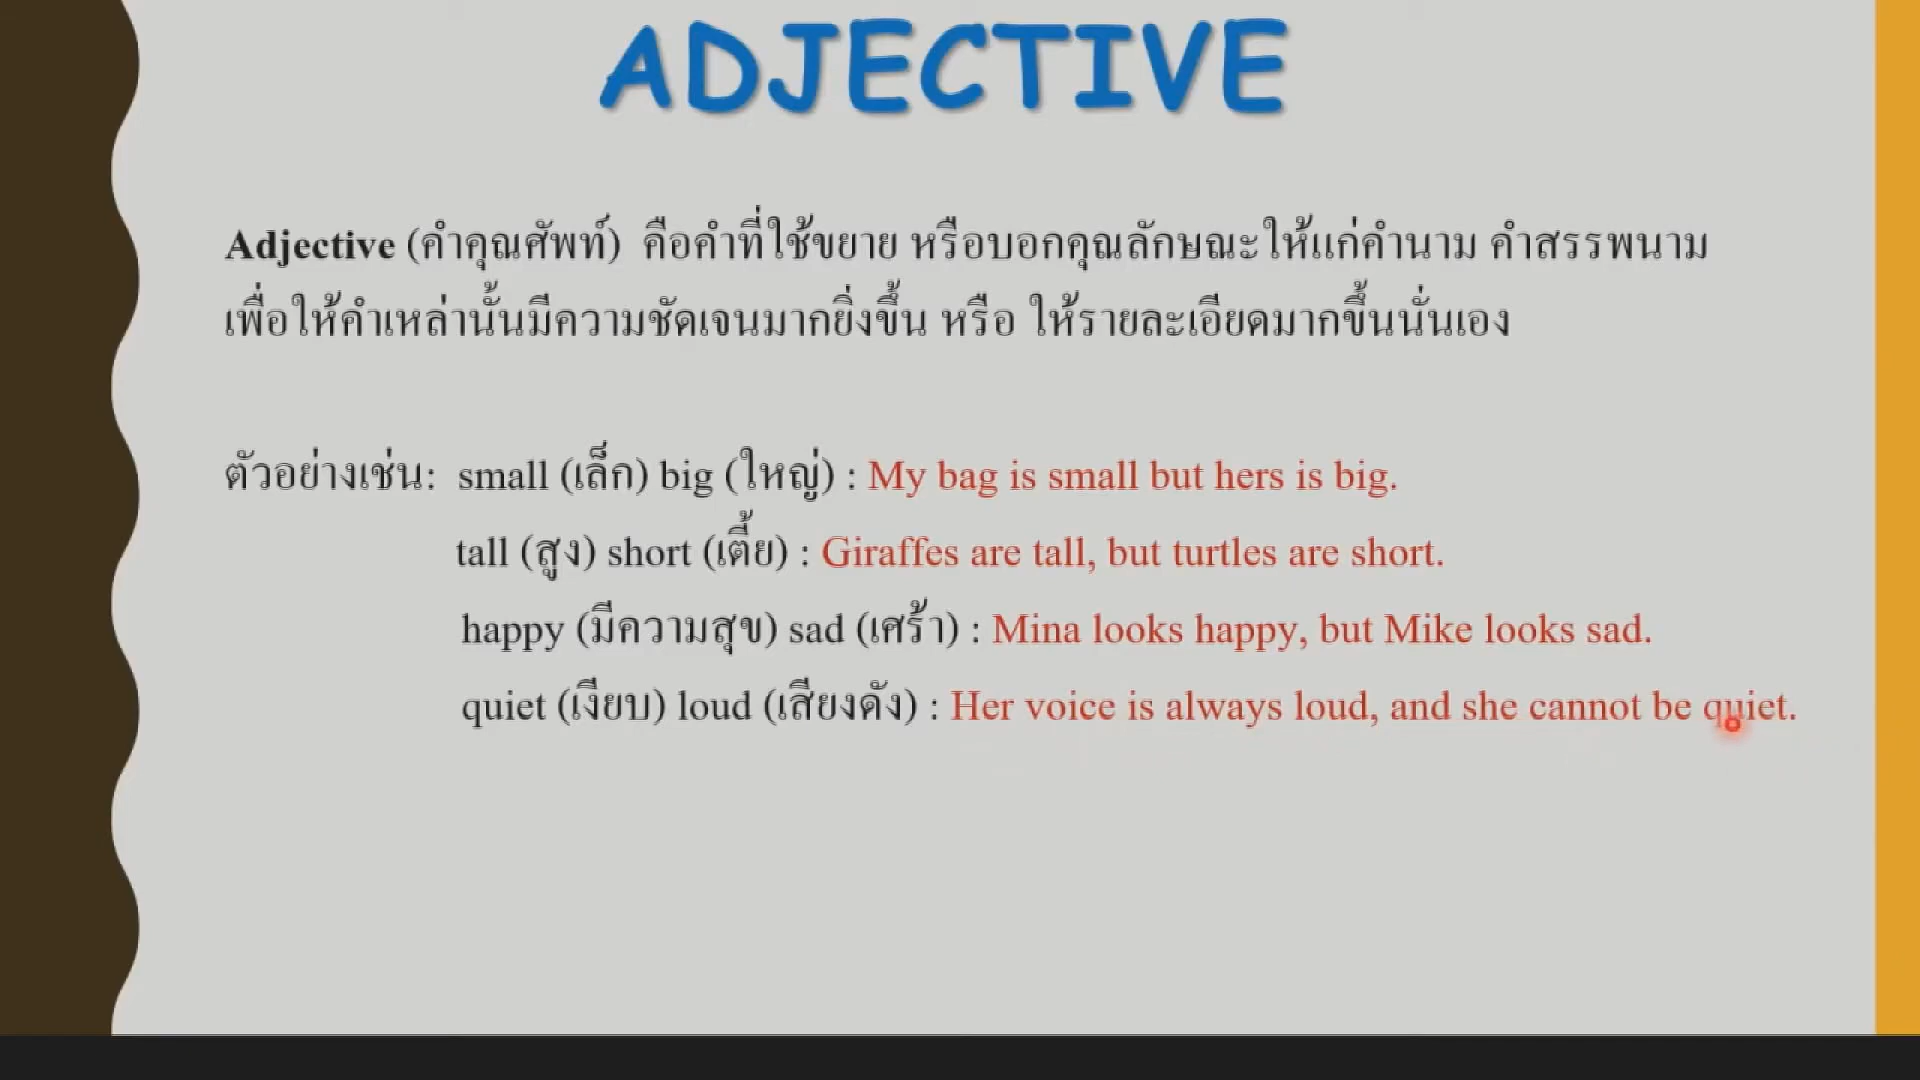 ADJECTIVE
Adjective (คำคุณศัพท์) คือคำที่ใช้ขยาย หรือบอกคุณลักษณะให้แก่คำนาม คำสรรพนาม
เพื่อให้คำเหล่านั้นมีความชัดเจนมากยิ่งขึ้น หรือ ให้รายละเอียดมากขึ้นนั่นเอง
ตัวอย่างเช่น: small (เล็ก) big (ใหญ่) : My bag is small but hers is big.
tall (สูง) short (เตี้ย) : Giraffes are tall, but turtles are short.
happy (มีความสุข) sad (เศร้า) : Mina looks happy, but Mike looks sad.
quiet (เงียบ) loud (เสียงดัง) : Her voice is always loud, and she cannot be quiet.